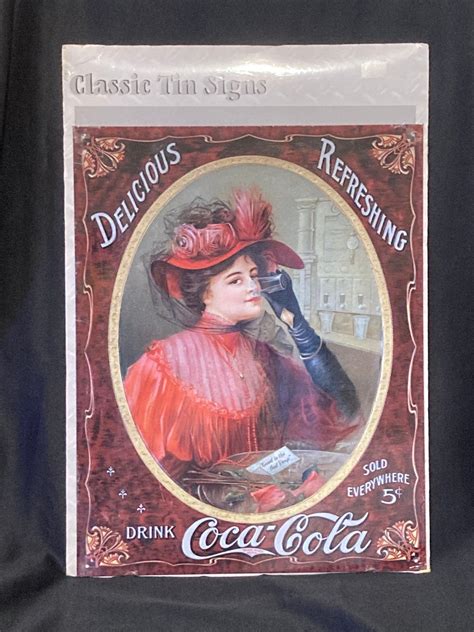 Classic Tin Signs
DELICIOUS
REFRESHING
SOLD
EVERYWHERE
5¢
DRINK Coca-Cola